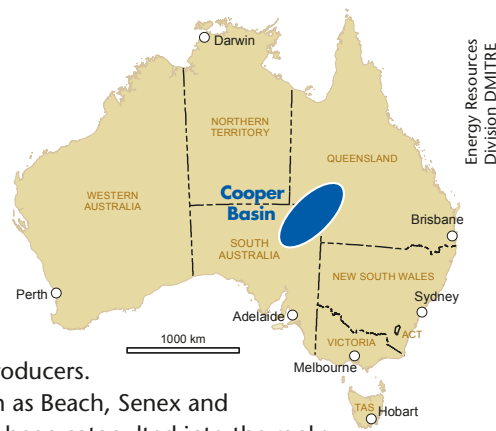 Darwin
Energy Resources
Division DMITRE
NORTHERN
TERRITORY
QUEENSLAND
WESTERN
AUSTRALIA
Cooper
Basin
SOUTH
AUSTRALIA
Brisbane
NEW SOUTH WALES
Perth
Sydney
Adelaide
ACT
1000 km
VICTORIA
Melbourne
TAS
Hobart
roducers.
as Beach, Senex and